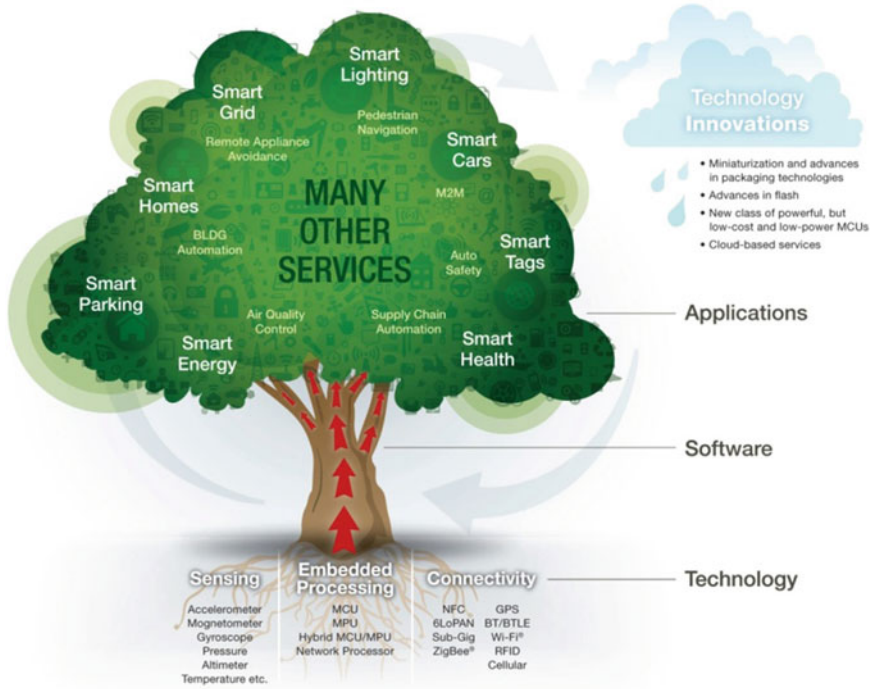 Smart
Lighting
Smart
Grid
Pedestrian
Navigation
Remote Appliance
Avoidance
Smart
Cars
Smart
Homes
M2M
MANY
OTHER
SERVICES
BLDG
Automation
Smart
Tags
Auto
Safety
Smart
Parking
Air Quality
Control
Supply Chain
Automation
Smart
Energy
Smart
Health
Technology
Innovations
• Miniaturization and advances
in packaging technologies
• Advances in flash
• New class of powerful, but
low-cost and low-power MCUs
• Cloud-based services
Applications
Software
Technology
Sensing
Accelerometer
Mognetometer
Gyroscope
Pressure
Altimeter
Temperature etc.
Embedded
Processing
MCU
MPU
Hybrid MCU/MPU
Network Processor
Connectivity
NFC GPS
6LoPAN BT/BTLE
Sub-Gig Wi-Fi®
ZigBee® RFID
Cellular